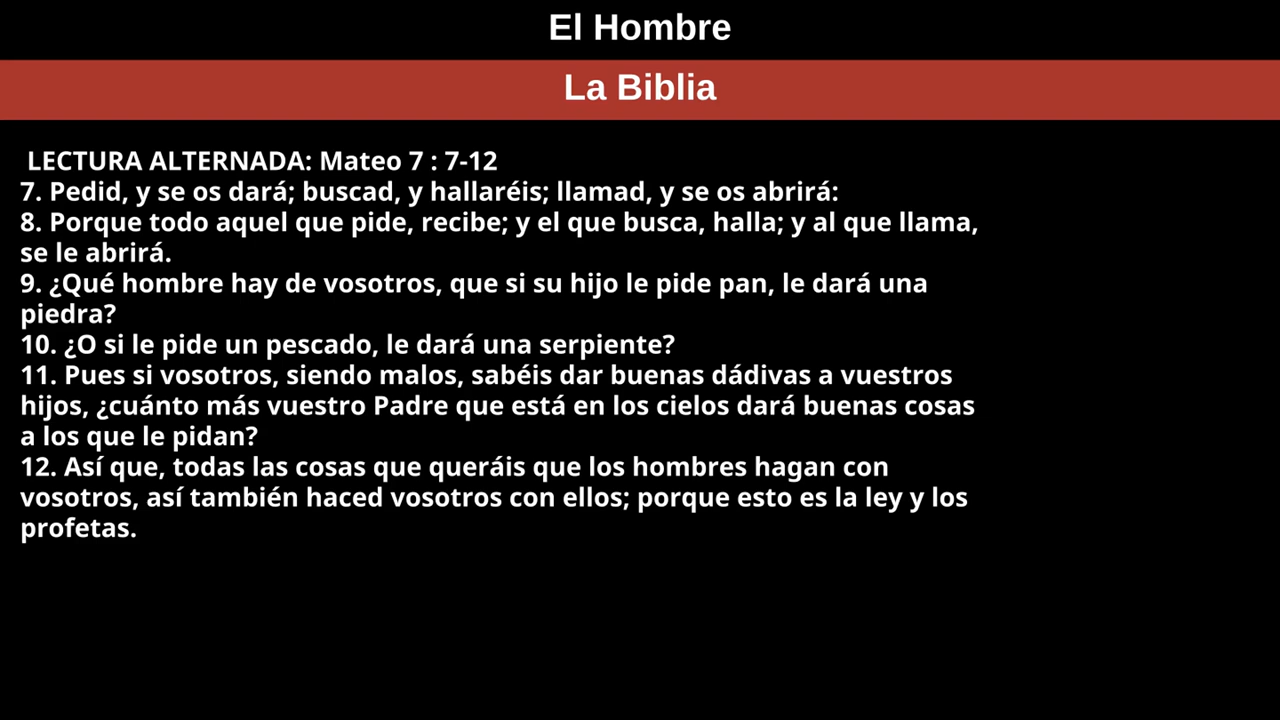 El Hombre
La Biblia
LECTURA ALTERNADA: Mateo 7 : 7-12
7. Pedid, y se os dará; buscad, y hallaréis; llamad, y se os abrirá:
8. Porque todo aquel que pide, recibe; y el que busca, halla; y al que llama,
se le abrirá.
9. ¿Qué hombre hay de vosotros, que si su hijo le pide pan, le dará una
piedra?
10. ¿O si le pide un pescado, le dará una serpiente?
11. Pues si vosotros, siendo malos, sabéis dar buenas dádivas a vuestros
hijos, ¿cuánto más vuestro Padre que está en los cielos dará buenas cosas
a los que le pidan?
12. Así que, todas las cosas que queráis que los hombres hagan con
vosotros, así también haced vosotros con ellos; porque esto es la ley y los
profetas.